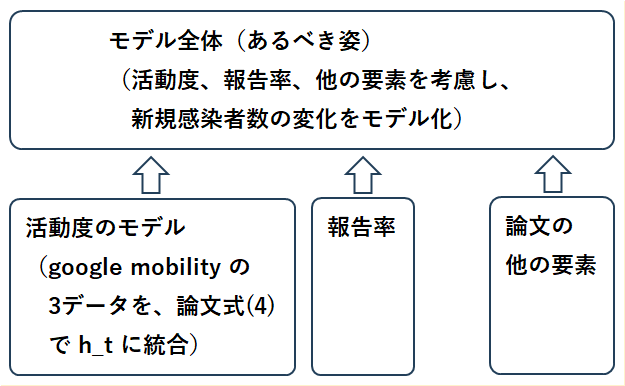 モデル全体（あるべき姿）
（活動度、報告率、他の要素を考慮し、
新規感染者数の変化をモデル化）
活動度のモデル
（google mobility の
3データを、論文式(4)
で h_t に統合）
報告率
論文の
他の要素